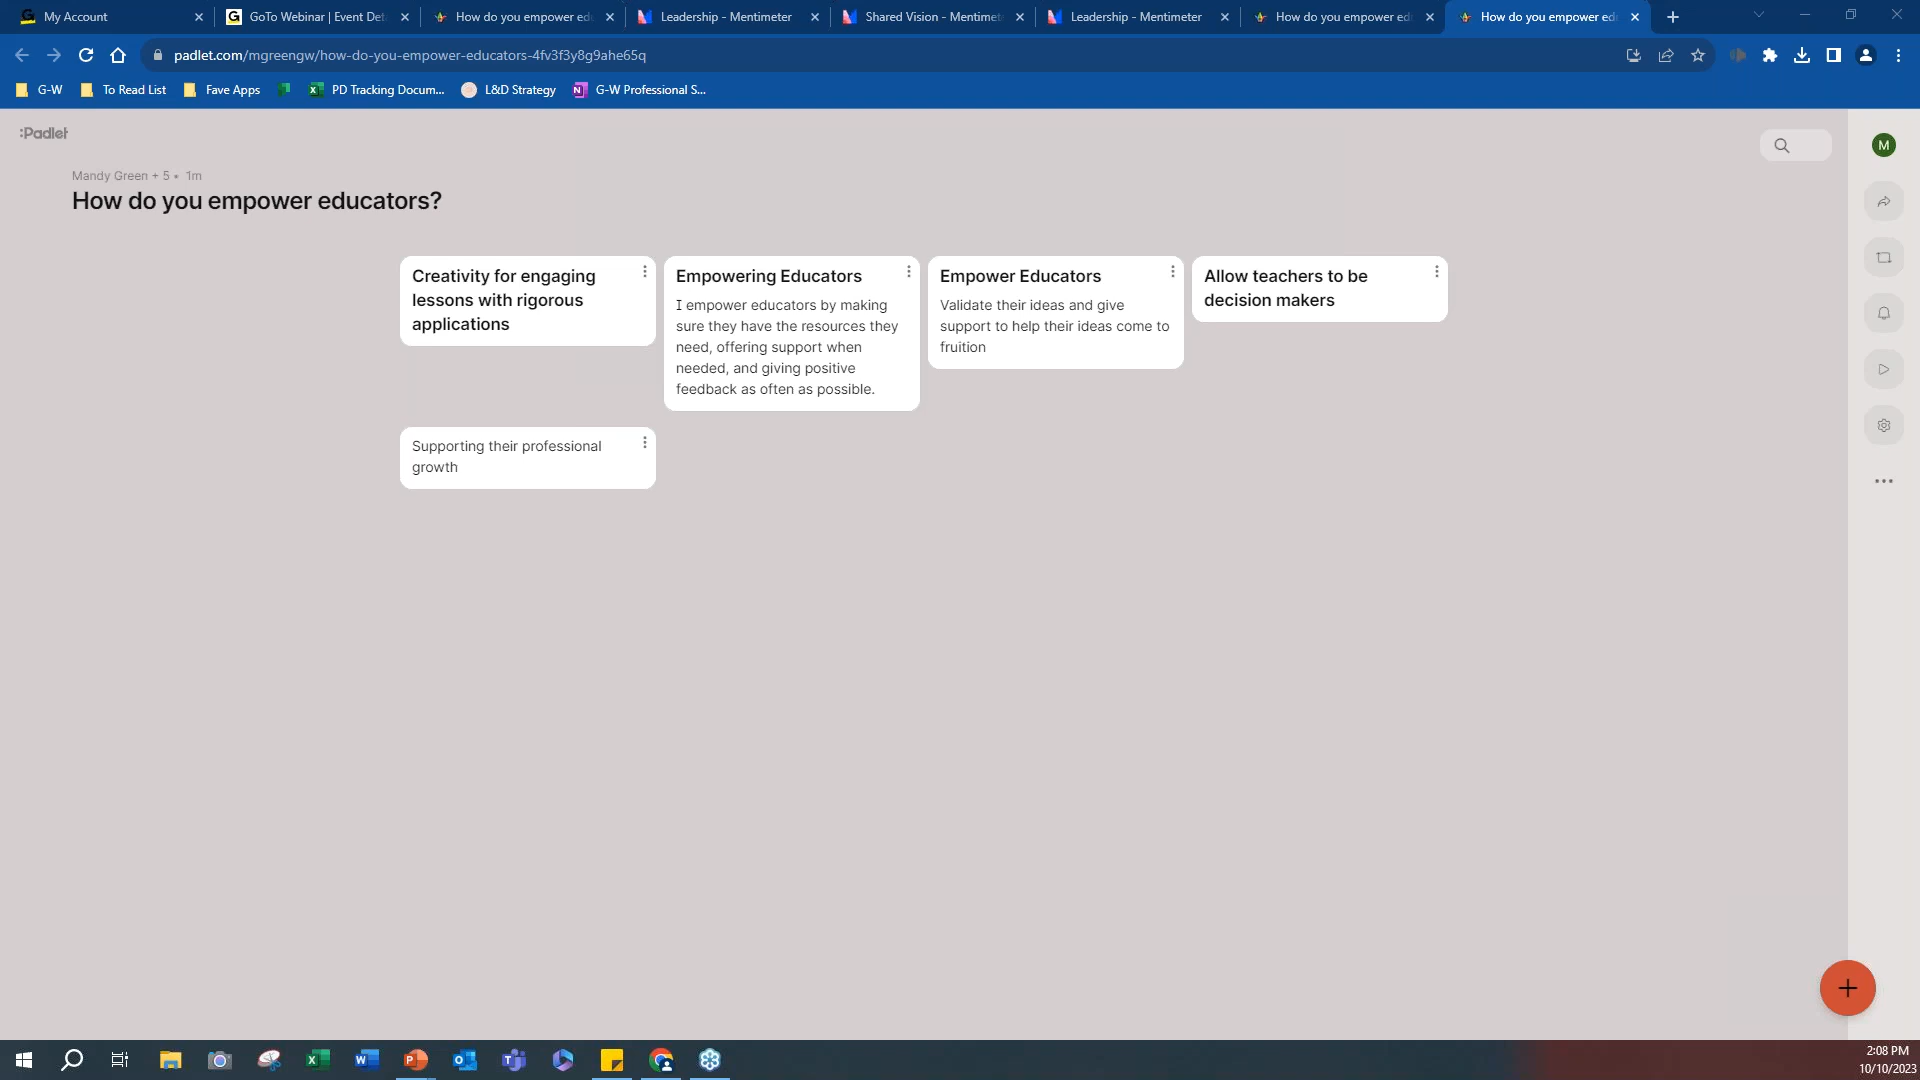 My Account
GoTo Webinar | Event Det
How do you empower edu
Leadership - Mentimeter
Shared Vision - Mentimete
Leadership - Mentimeter
How do you empower ed
How do you empower edu
padlet.com/mgreengw/how-do-you-empower-educators-4fv3f3y8g9ahe65q
G-W
To Read List
Fave Apps
PD Tracking Docum...
L&D Strategy
G-W Professional S...
:Padlet
M
Mandy Green + 5 • 1m
How do you empower educators?
Creativity for engaging
lessons with rigorous
applications
Empowering Educators
I empower educators by making
sure they have the resources they
need, offering support when
needed, and giving positive
feedback as often as possible.
Empower Educators
Validate their ideas and give
support to help their ideas come to
fruition
Allow teachers to be
decision makers
Supporting their professional
growth
2:08 PM
10/10/2023